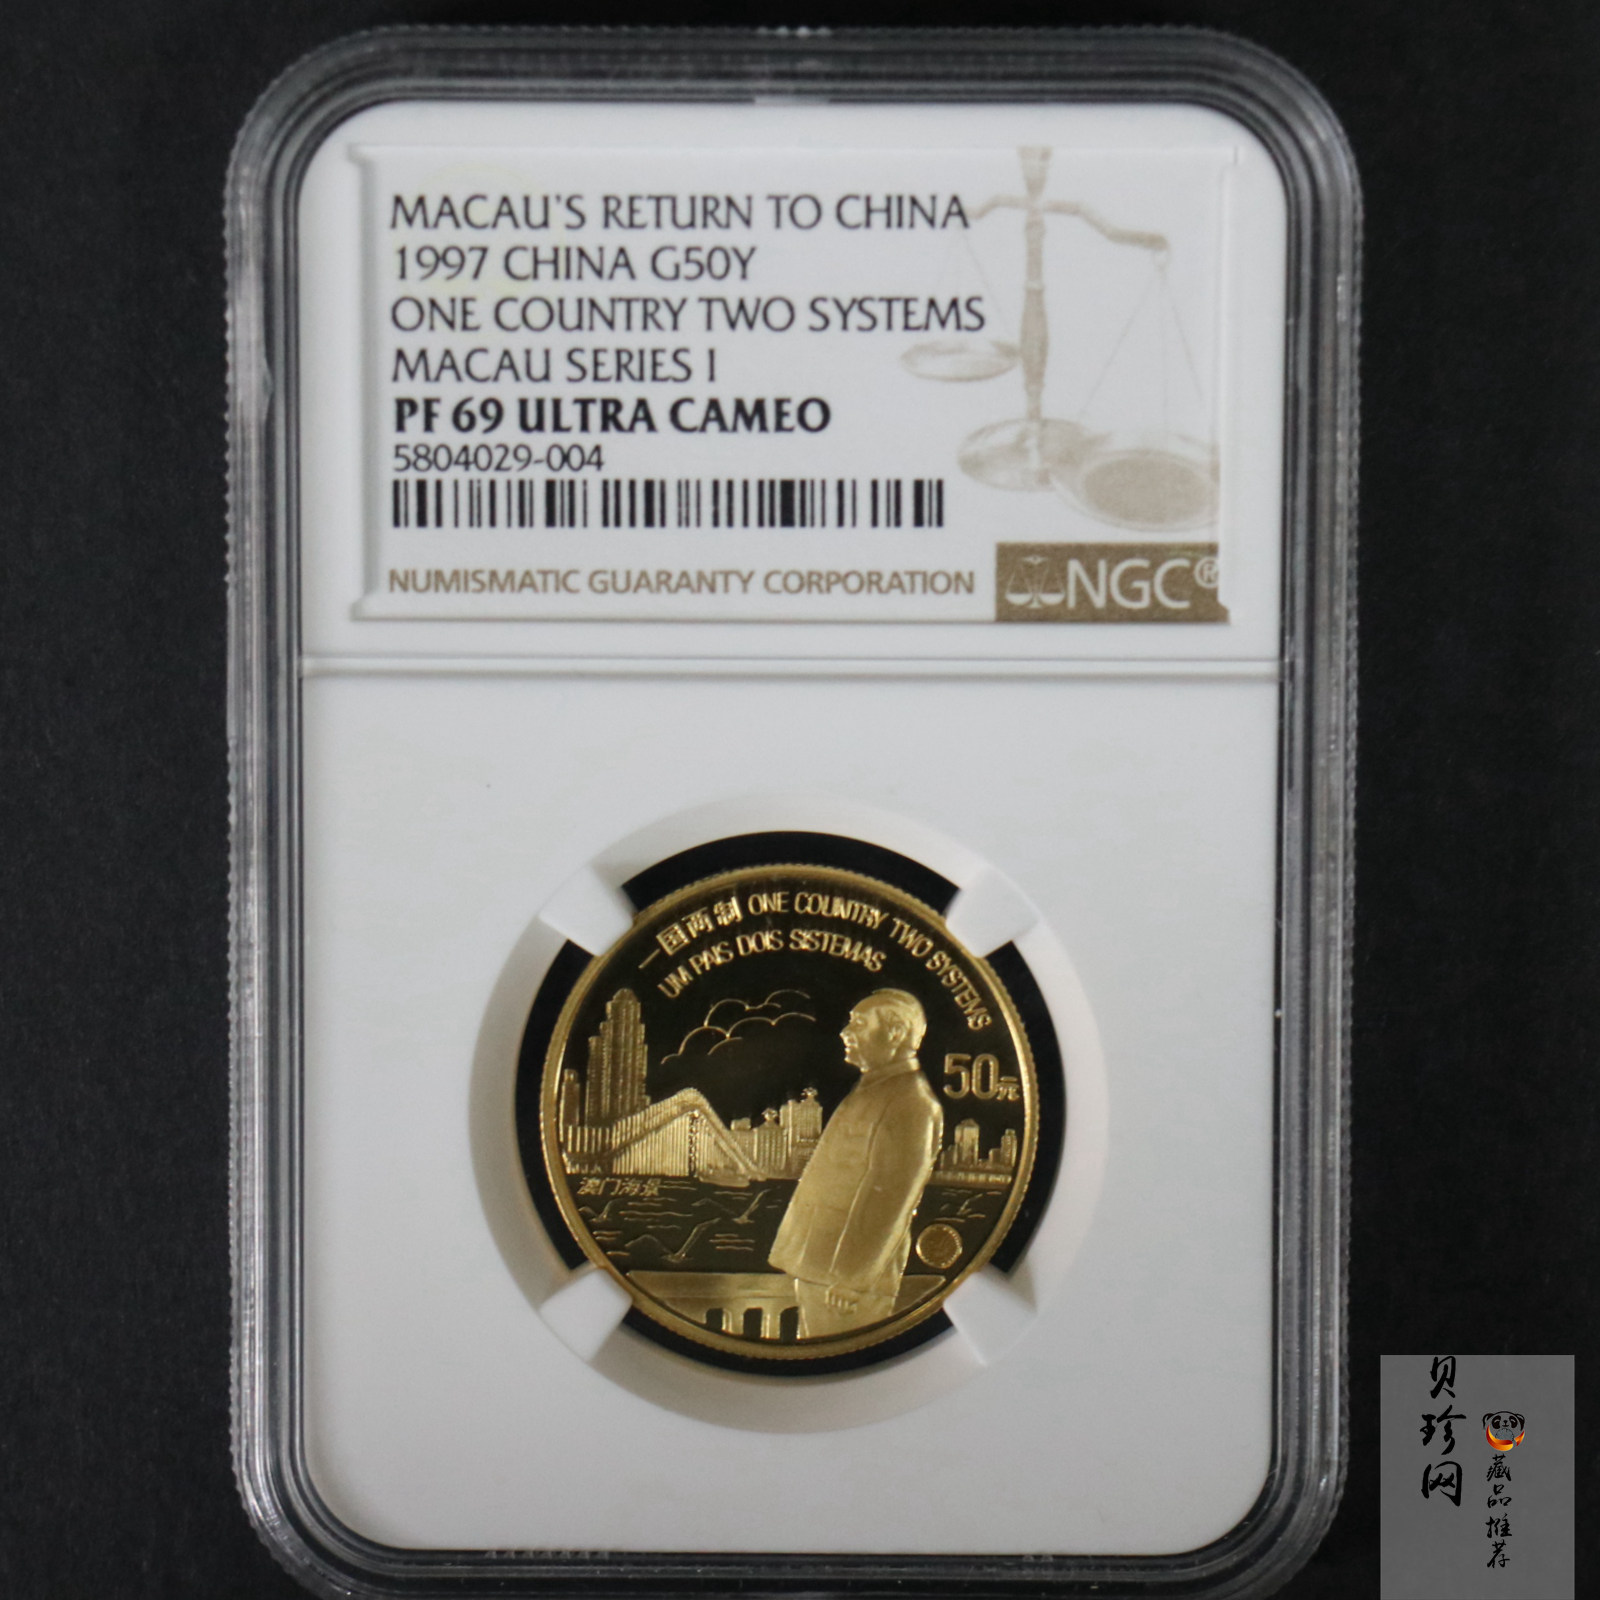 MACAU'S RETURN TO CHINA
1997 CHINA G50Y
ONE COUNTRY TWO SYSTEMS
MACAU SERIES I
PF 69 ULTRA CAMEO
5804029-004
NUMISMATIC GUARANTY CORPORATION
NGC®
一国两制 ONE COUNTRY TWO SYSTEMS
UM PAIS DOIS SISTEMAS
50元
澳门海景
贝珍网
藏品推荐